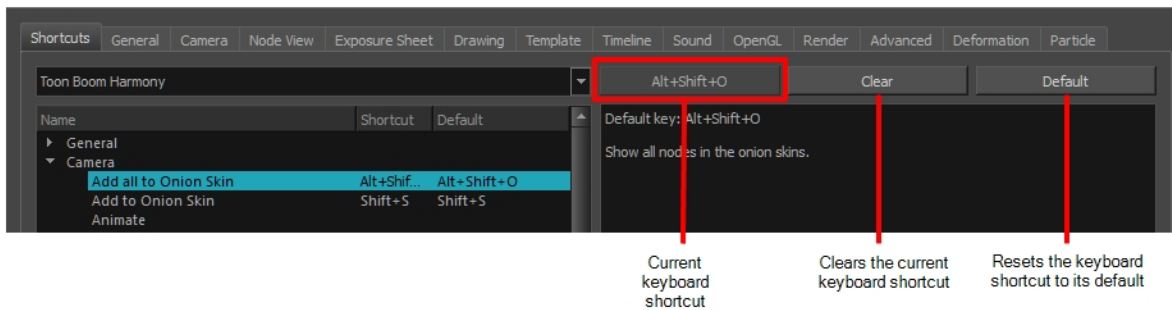 Shortcuts General Camera Node View Exposure Sheet Drawing Template Timeline Sound OpenGL Render Advanced Deformation Particle
Toon Boom Harmony Alt+Shift+O Clear Default
Name Shortcut Default
General
Camera
Add all to Onion Skin Alt+Shif... Alt+Shift+O
Add to Onion Skin Shift+S Shift+S
Animate
Default key: Alt+Shift+O
Show all nodes in the onion skins.
Current
keyboard
shortcut
Clears the current
keyboard shortcut
Resets the keyboard
shortcut to its default